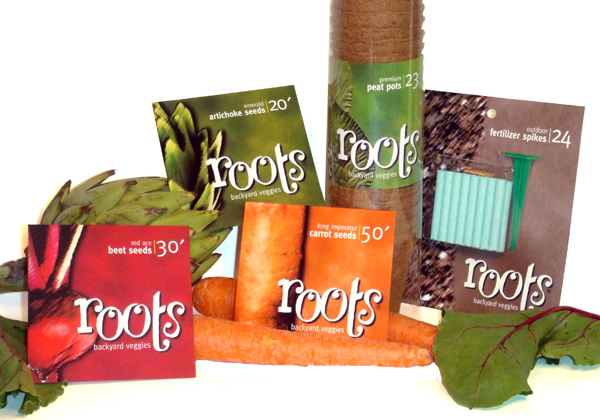 emerald
artichoke seeds 20′
roots
backyard veggies
premium
peat pots 23
roots
backyard veggies
outdoor
fertilizer spikes 24
roots
backyard veggies
red ace
beet seeds 30′
roots
backyard veggies
long imperator
carrot seeds 50′
roots
backyard veggies